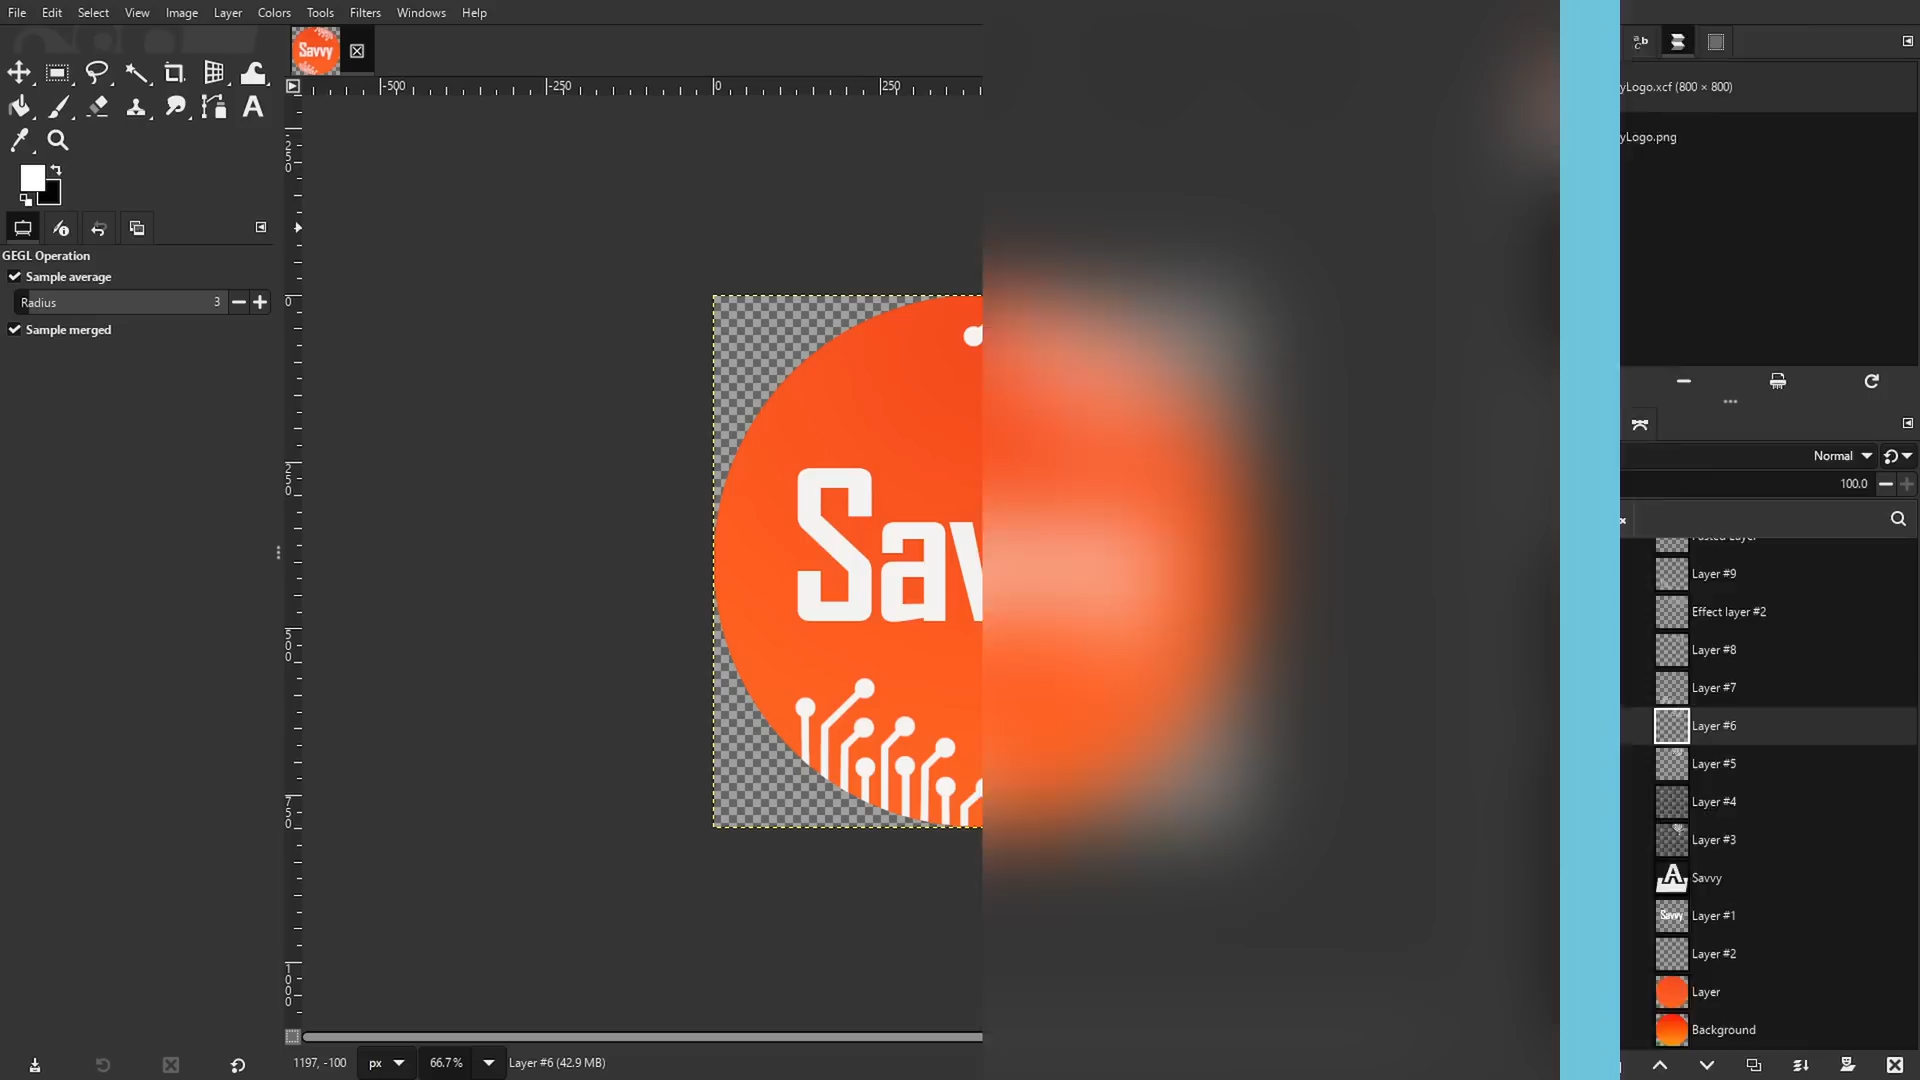 File Edit Select View Image Layer Colors Tools Filters Windows Help
Savvy
-500 -250 0 250
GEGL Operation
Sample average
Radius 3
Sample merged
0
250
500
750
1000
Sav
yLogo.xcf (800 × 800)
yLogo.png
Normal
100.0
Pasted Layer
Layer #9
Effect layer #2
Layer #8
Layer #7
Layer #6
Layer #5
Layer #4
Layer #3
Savvy
Layer #1
Layer #2
Layer
Background
1197, -100 px 66.7% Layer #6 (42.9 MB)